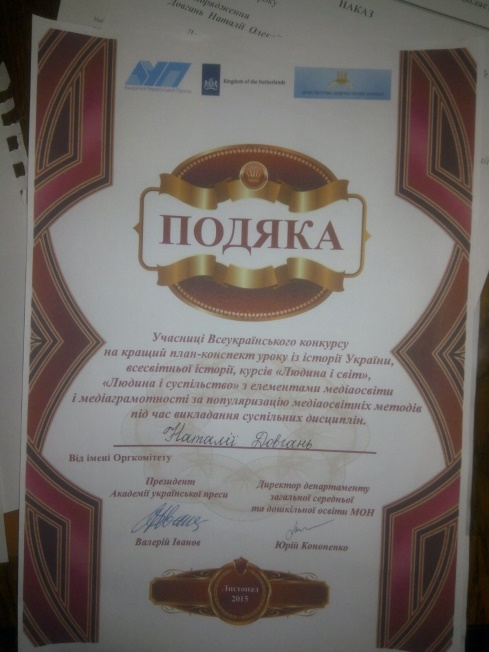 НАКАЗ
Довгань Наталії
АУП
Kingdom of the Netherlands
ПОДЯКА
Учасниці Всеукраїнського конкурсу
на кращий план-конспект уроку із історії України,
всесвітньої історії, курсів «Людина і світ»,
«Людина і суспільство» з елементами медіаосвіти
і медіаграмотності за популяризацію медіаосвітніх методів
під час викладання суспільних дисциплін.
Наталії Довгань
Від імені Оргкомітету
Президент
Академії української преси
Валерій Іванов
Директор департаменту
загальної середньої
та дошкільної освіти МОН
Юрій Кононенко
Листопад
2015